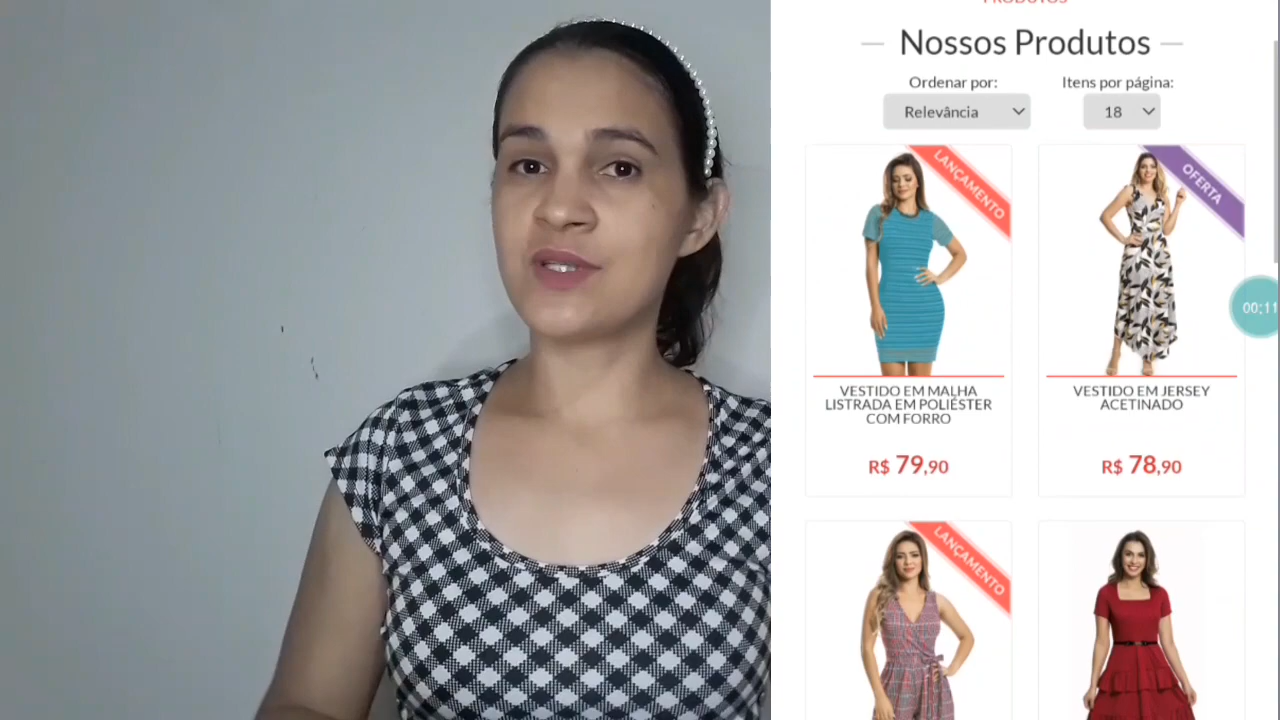 PRODUTOS
Nossos Produtos
Ordenar por:
Itens por página:
Relevância
18
LANÇAMENTO
OFERTA
00:11
VESTIDO EM MALHA
LISTRADA EM POLIÉSTER
COM FORRO
VESTIDO EM JERSEY
ACETINADO
R$ 79,90
R$ 78,90
LANÇAMENTO